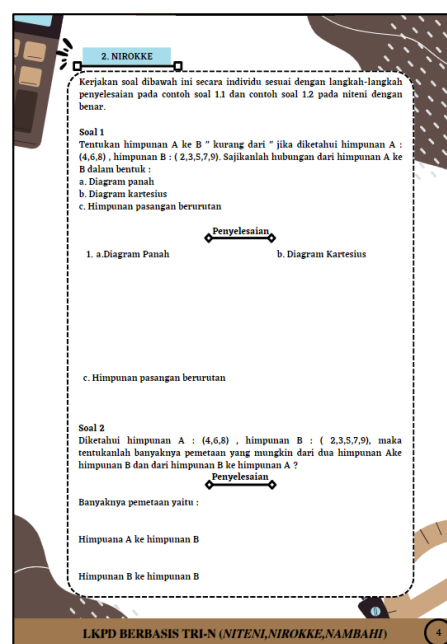 2. NIROKKE
Kerjakan soal dibawah ini secara individu sesuai dengan langkah-langkah
penyelesaian pada contoh soal 1.1 dan contoh soal 1.2 pada niteni dengan
benar.
Soal 1
Tentukan himpunan A ke B " kurang dari " jika diketahui himpunan A :
(4,6,8) , himpunan B : ( 2,3,5,7,9). Sajikanlah hubungan dari himpunan A ke
B dalam bentuk :
a. Diagram panah
b. Diagram kartesius
c. Himpunan pasangan berurutan
Penyelesaian
1. a.Diagram Panah
b. Diagram Kartesius
c. Himpunan pasangan berurutan
Soal 2
Diketahui himpunan A : (4,6,8) , himpunan B : ( 2,3,5,7,9), maka
tentukanlah banyaknya pemetaan yang mungkin dari dua himpunan Ake
himpunan B dan dari himpunan B ke himpunan A ?
Penyelesaian
Banyaknya pemetaan yaitu :
Himpuana A ke himpunan B
Himpunan B ke himpunan B
LKPD BERBASIS TRI-N (NITENI,NIROKKE,NAMBAHI)
4